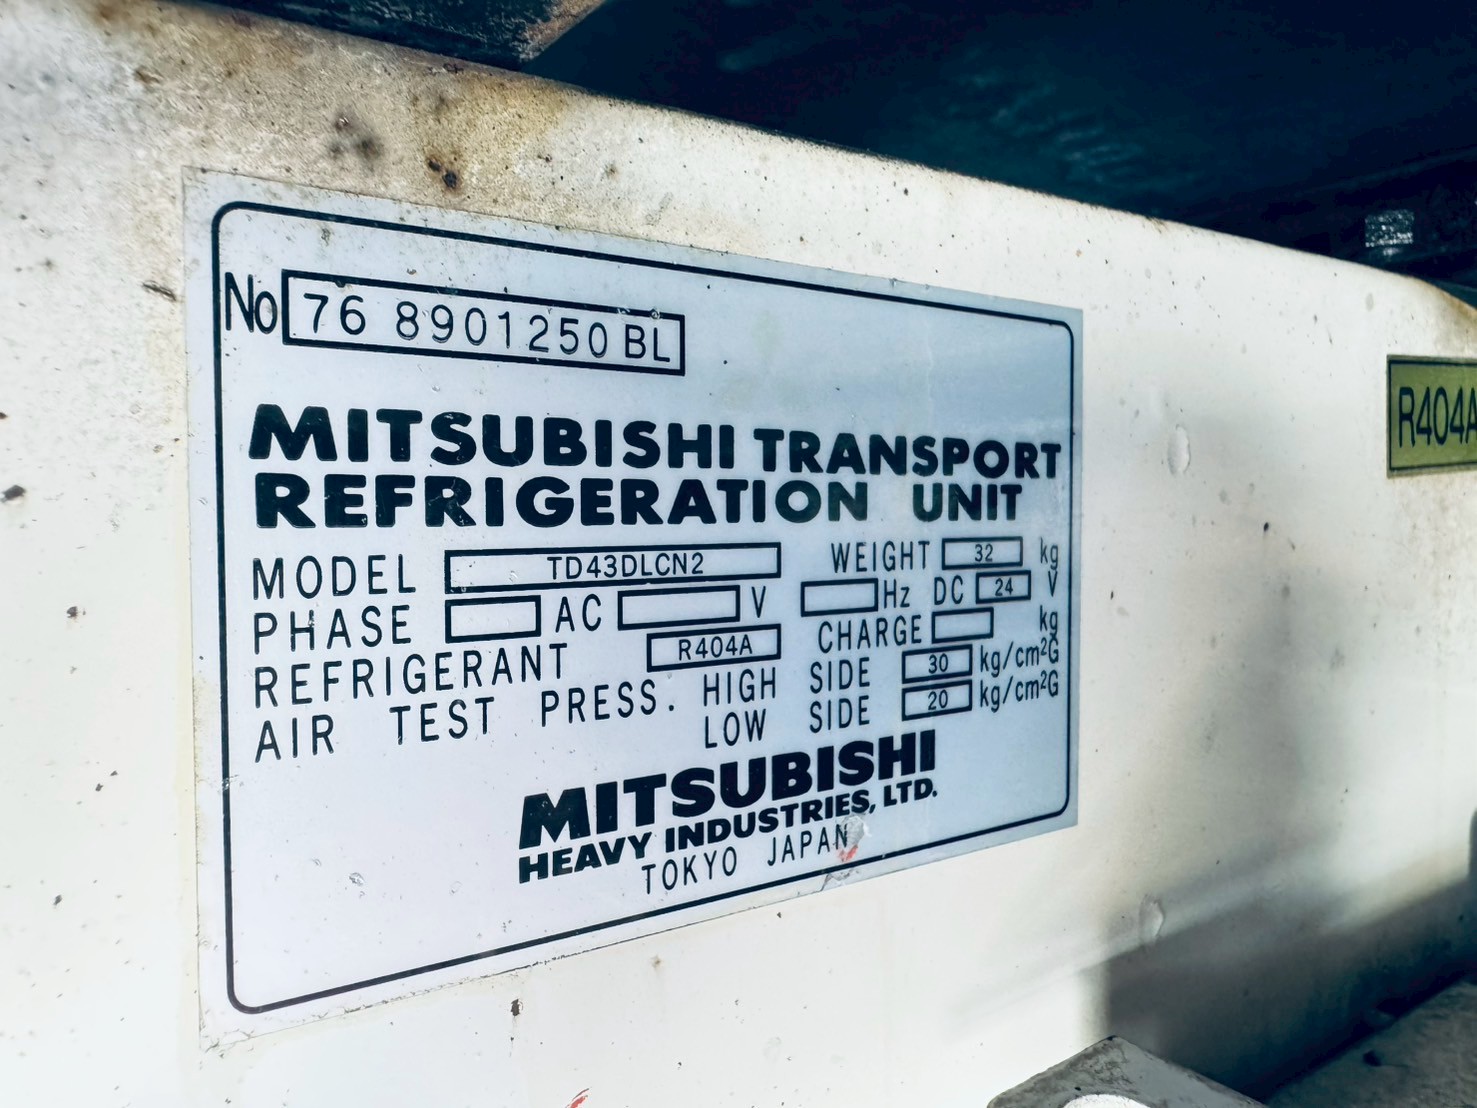 No 76 8901250 BL
MITSUBISHI TRANSPORT
REFRIGERATION UNIT
MODEL TD43DLCN2 WEIGHT 32 kg
PHASE AC V Hz DC 24 V
REFRIGERANT R404A CHARGE kg
AIR TEST PRESS. HIGH SIDE 30 kg/cm²G
LOW SIDE 20 kg/cm²G
MITSUBISHI
HEAVY INDUSTRIES, LTD.
TOKYO JAPAN
R404A